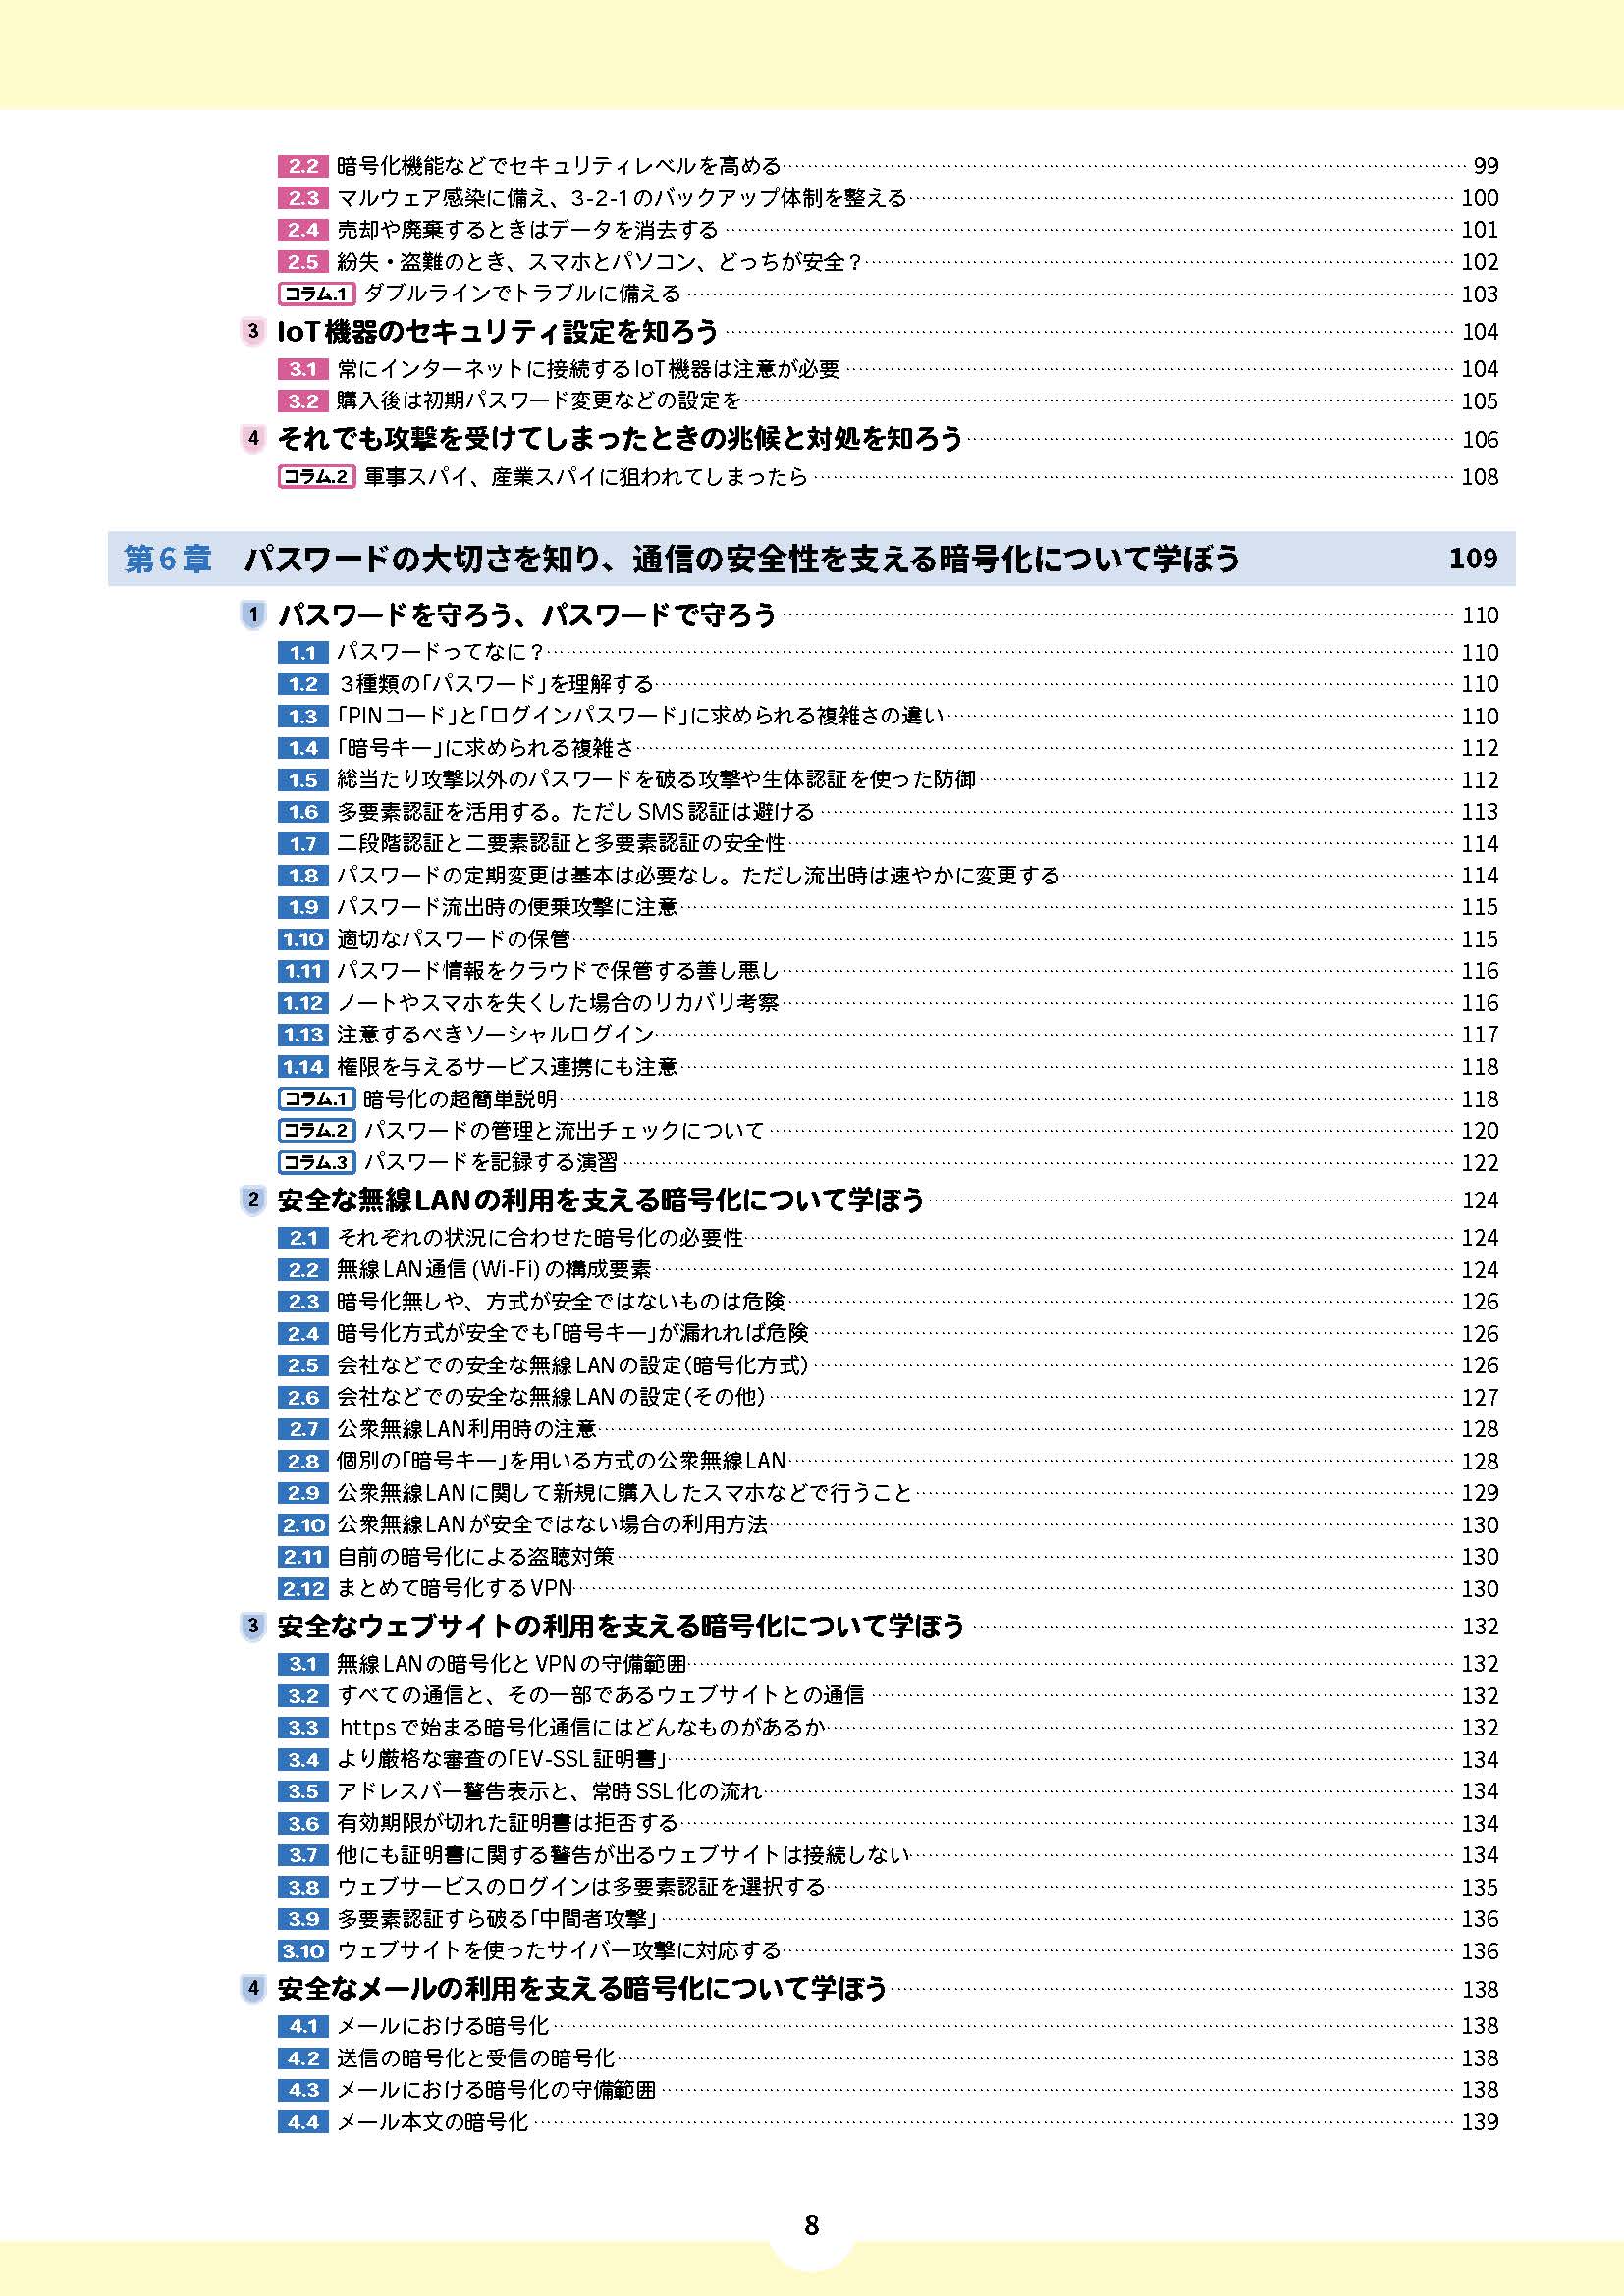 2.2 暗号化機能などでセキュリティレベルを高める 99
2.3 マルウェア感染に備え、3-2-1のバックアップ体制を整える 100
2.4 売却や廃棄するときはデータを消去する 101
2.5 紛失・盗難のとき、スマホとパソコン、どっちが安全？ 102
コラム.1 ダブルラインでトラブルに備える 103
3 IoT機器のセキュリティ設定を知ろう 104
3.1 常にインターネットに接続するIoT機器は注意が必要 104
3.2 購入後は初期パスワード変更などの設定を 105
4 それでも攻撃を受けてしまったときの兆候と対処を知ろう 106
コラム.2 軍事スパイ、産業スパイに狙われてしまったら 108
第6章 パスワードの大切さを知り、通信の安全性を支える暗号化について学ぼう 109
1 パスワードを守ろう、パスワードで守ろう 110
1.1 パスワードってなに？ 110
1.2 3種類の「パスワード」を理解する 110
1.3 「PINコード」と「ログインパスワード」に求められる複雑さの違い 110
1.4 「暗号キー」に求められる複雑さ 112
1.5 総当たり攻撃以外のパスワードを破る攻撃や生体認証を使った防御 112
1.6 多要素認証を活用する。ただしSMS認証は避ける 113
1.7 二段階認証と二要素認証と多要素認証の安全性 114
1.8 パスワードの定期変更は基本は必要なし。ただし流出時は速やかに変更する 114
1.9 パスワード流出時の便乗攻撃に注意 115
1.10 適切なパスワードの保管 115
1.11 パスワード情報をクラウドで保管する善し悪し 116
1.12 ノートやスマホを失くした場合のリカバリ考察 116
1.13 注意するべきソーシャルログイン 117
1.14 権限を与えるサービス連携にも注意 118
コラム.1 暗号化の超簡単説明 118
コラム.2 パスワードの管理と流出チェックについて 120
コラム.3 パスワードを記録する演習 122
2 安全な無線LANの利用を支える暗号化について学ぼう 124
2.1 それぞれの状況に合わせた暗号化の必要性 124
2.2 無線LAN通信(Wi-Fi)の構成要素 124
2.3 暗号化無しや、方式が安全ではないものは危険 126
2.4 暗号化方式が安全でも「暗号キー」が漏れれば危険 126
2.5 会社などでの安全な無線LANの設定（暗号化方式） 126
2.6 会社などでの安全な無線LANの設定（その他） 127
2.7 公衆無線LAN利用時の注意 128
2.8 個別の「暗号キー」を用いる方式の公衆無線LAN 128
2.9 公衆無線LANに関して新規に購入したスマホなどで行うこと 129
2.10 公衆無線LANが安全ではない場合の利用方法 130
2.11 自前の暗号化による盗聴対策 130
2.12 まとめて暗号化するVPN 130
3 安全なウェブサイトの利用を支える暗号化について学ぼう 132
3.1 無線LANの暗号化とVPNの守備範囲 132
3.2 すべての通信と、その一部であるウェブサイトとの通信 132
3.3 httpsで始まる暗号化通信にはどんなものがあるか 132
3.4 より厳格な審査の「EV-SSL証明書」 134
3.5 アドレスバー警告表示と、常時SSL化の流れ 134
3.6 有効期限が切れた証明書は拒否する 134
3.7 他にも証明書に関する警告が出るウェブサイトは接続しない 134
3.8 ウェブサービスのログインは多要素認証を選択する 135
3.9 多要素認証すら破る「中間者攻撃」 136
3.10 ウェブサイトを使ったサイバー攻撃に対応する 136
4 安全なメールの利用を支える暗号化について学ぼう 138
4.1 メールにおける暗号化 138
4.2 送信の暗号化と受信の暗号化 138
4.3 メールにおける暗号化の守備範囲 138
4.4 メール本文の暗号化 139
8